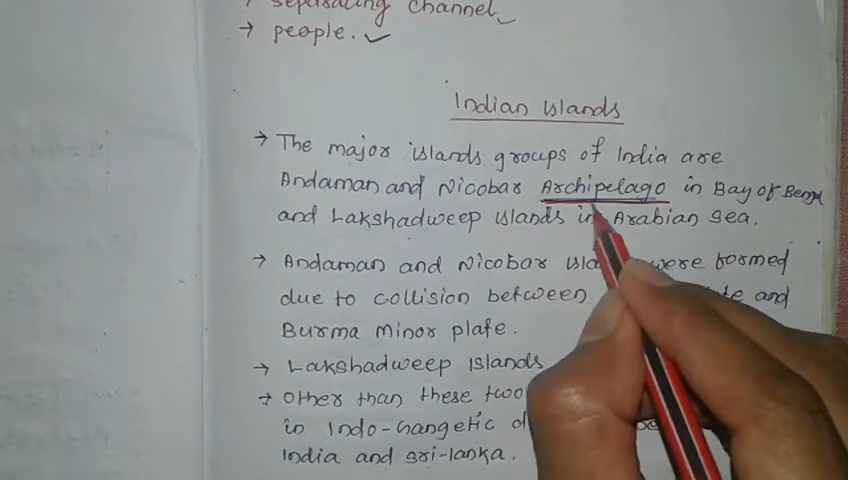 → separating channel
→ people.
Indian islands
→ The major islands groups of India are
Andaman and Nicobar Archipelago in Bay of Bengal
and Lakshadweep islands in Arabian sea.
→ Andaman and Nicobar were formed
due to collision between and
Burma minor plate.
→ Lakshadweep Islands
→ Other than these two
in Indo-Gangetic
India and Sri-lanka.